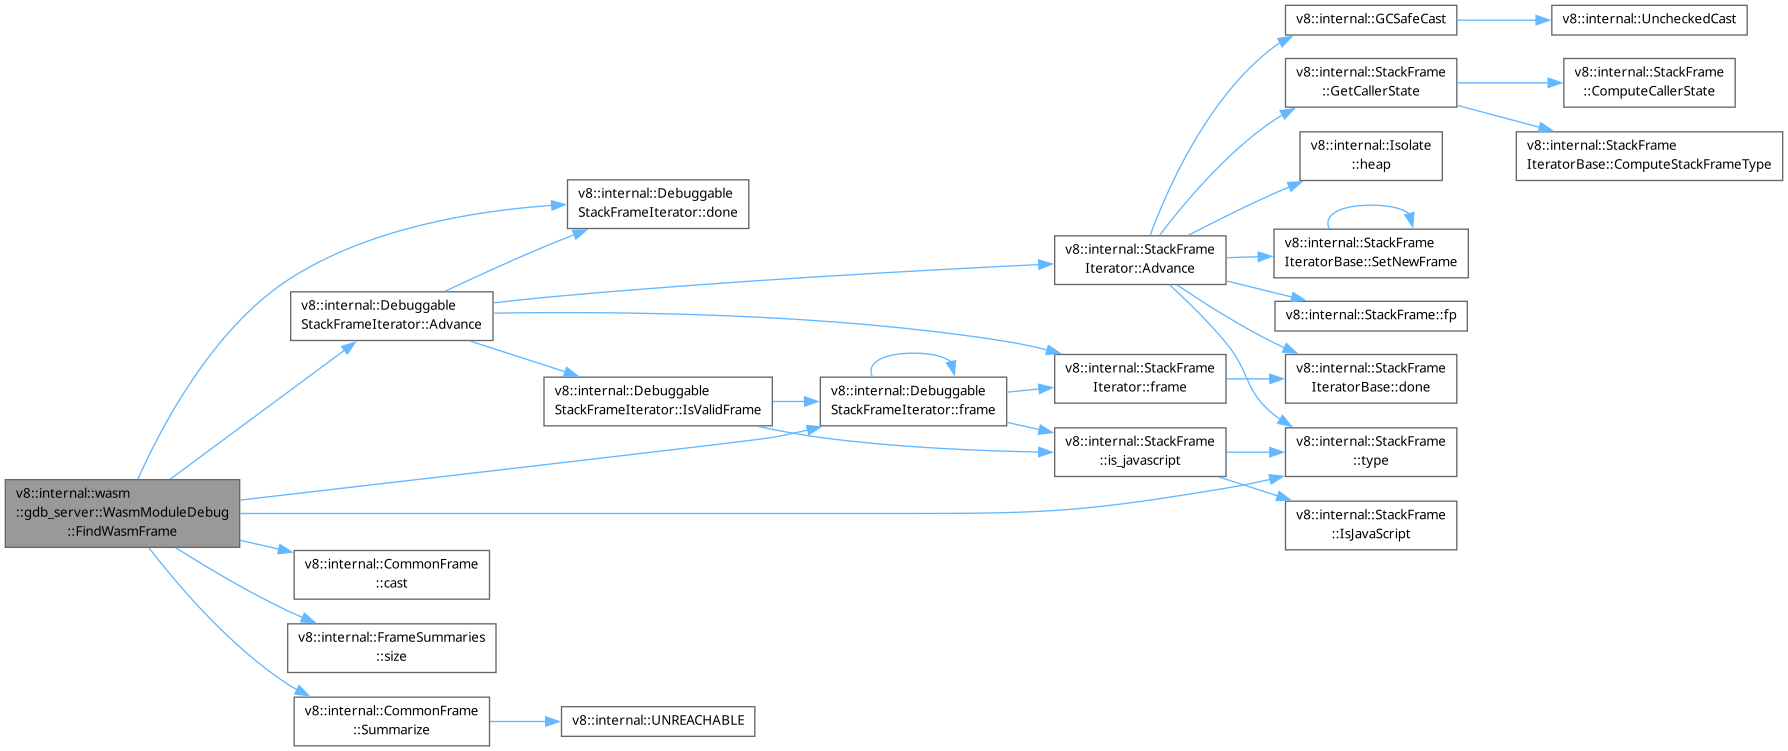 v8::internal::wasm
::gdb_server::WasmModuleDebug
::FindWasmFrame
v8::internal::Debuggable
StackFrameIterator::done
v8::internal::Debuggable
StackFrameIterator::Advance
v8::internal::Debuggable
StackFrameIterator::IsValidFrame
v8::internal::Debuggable
StackFrameIterator::frame
v8::internal::CommonFrame
::cast
v8::internal::FrameSummaries
::size
v8::internal::CommonFrame
::Summarize
v8::internal::UNREACHABLE
v8::internal::StackFrame
Iterator::Advance
v8::internal::StackFrame
Iterator::frame
v8::internal::StackFrame
::is_javascript
v8::internal::GCSafeCast
v8::internal::UncheckedCast
v8::internal::StackFrame
::GetCallerState
v8::internal::StackFrame
::ComputeCallerState
v8::internal::StackFrame
IteratorBase::ComputeStackFrameType
v8::internal::Isolate
::heap
v8::internal::StackFrame
IteratorBase::SetNewFrame
v8::internal::StackFrame::fp
v8::internal::StackFrame
IteratorBase::done
v8::internal::StackFrame
::type
v8::internal::StackFrame
::IsJavaScript